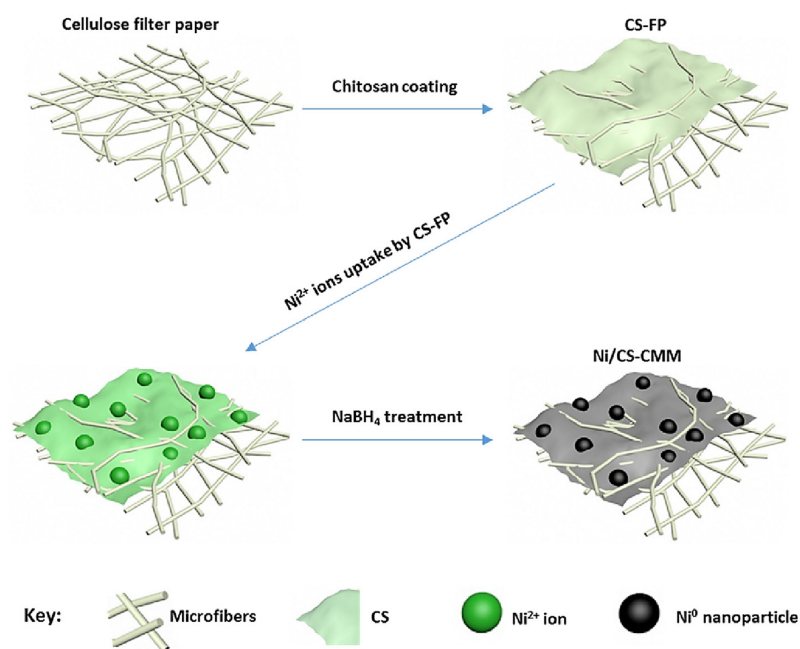 Cellulose filter paper
CS-FP
Chitosan coating
Ni²⁺ ions uptake by CS-FP
Ni/CS-CMM
NaBH₄ treatment
Key:
Microfibers
CS
Ni²⁺ ion
Ni⁰ nanoparticle